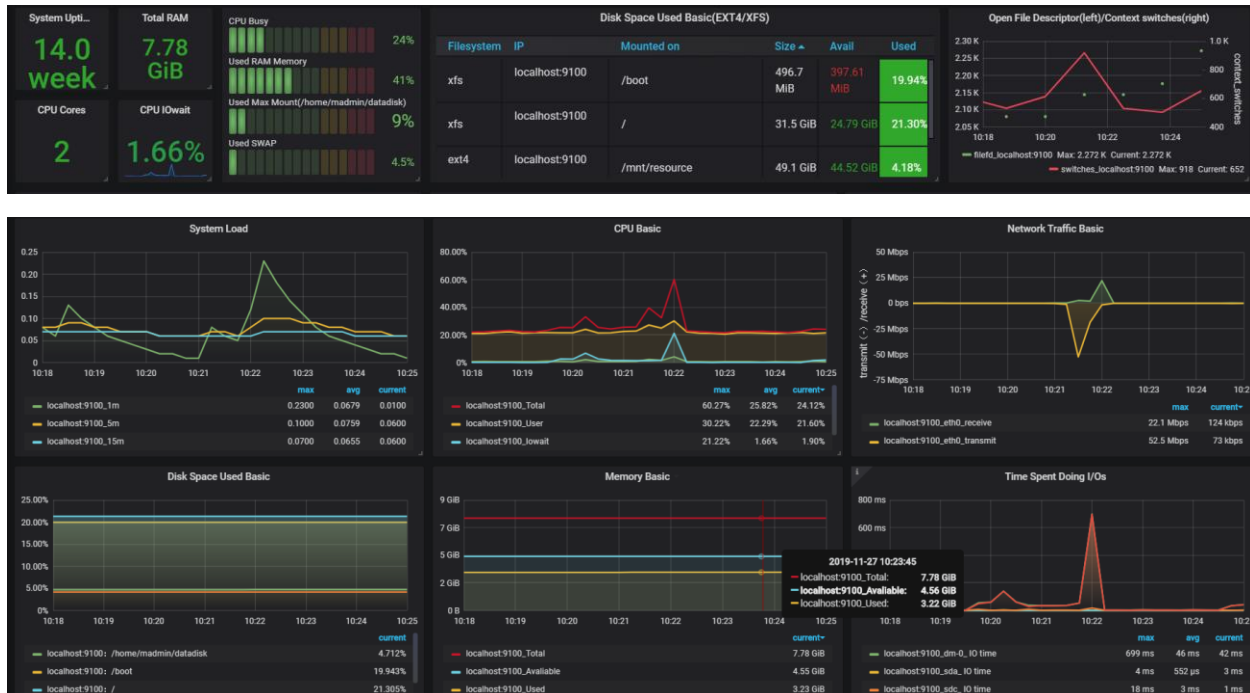 System Upti...
14.0
week
Total RAM
7.78
GiB
CPU Cores
2
CPU IOwait
1.66%
CPU Busy
24%
Used RAM Memory
41%
Used Max Mount(/home/madmin/datadisk)
9%
Used SWAP
4.5%
Disk Space Used Basic(EXT4/XFS)
Filesystem IP Mounted on Size Avail Used
xfs localhost:9100 /boot 496.7 MiB 397.61 MiB 19.94%
xfs localhost:9100 / 31.5 GiB 24.79 GiB 21.30%
ext4 localhost:9100 /mnt/resource 49.1 GiB 44.52 GiB 4.18%
Open File Descriptor(left)/Context switches(right)
2.30 K
2.25 K
2.20 K
2.15 K
2.10 K
2.05 K
1.0 K
800
600
400
context_switches
10:18 10:20 10:22 10:24
filefd_localhost:9100 Max: 2.272 K Current: 2.272 K
switches_localhost:9100 Max: 918 Current: 652
System Load
0.25
0.20
0.15
0.10
0.05
0
10:18 10:19 10:20 10:21 10:22 10:23 10:24 10:25
max avg current
localhost:9100_1m 0.2300 0.0679 0.0100
localhost:9100_5m 0.1000 0.0759 0.0600
localhost:9100_15m 0.0700 0.0655 0.0600
CPU Basic
80.00%
60.00%
40.00%
20.00%
0%
10:18 10:19 10:20 10:21 10:22 10:23 10:24 10:25
max avg current
localhost:9100_Total 60.27% 25.82% 24.12%
localhost:9100_User 30.22% 22.29% 21.60%
localhost:9100_Iowait 21.22% 1.66% 1.90%
Network Traffic Basic
transmit（-）/receive（+）
50 Mbps
25 Mbps
0 bps
-25 Mbps
-50 Mbps
-75 Mbps
10:18 10:19 10:20 10:21 10:22 10:23 10:24 10:2
max current
localhost:9100_eth0_receive 22.1 Mbps 124 kbps
localhost:9100_eth0_transmit 52.5 Mbps 73 kbps
Disk Space Used Basic
25.00%
20.00%
15.00%
10.00%
5.00%
0%
10:18 10:19 10:20 10:21 10:22 10:23 10:24 10:25
current
localhost:9100：/home/madmin/datadisk 4.712%
localhost:9100：/boot 19.943%
localhost:9100：/ 21.305%
Memory Basic
9 GiB
7 GiB
5 GiB
2 GiB
0 B
10:18 10:19 10:20 10:21 10:22 10:23 10:24 10:25
current
localhost:9100_Total 7.78 GiB
localhost:9100_Available 4.55 GiB
localhost:9100_Used 3.23 GiB
2019-11-27 10:23:45
localhost:9100_Total: 7.78 GiB
localhost:9100_Available: 4.56 GiB
localhost:9100_Used: 3.22 GiB
Time Spent Doing I/Os
800 ms
600 ms
10:19 10:20 10:21 10:22 10:23 10:24 10:2
max avg current
localhost:9100_dm-0_IO time 699 ms 46 ms 42 ms
localhost:9100_sda_IO time 4 ms 552 µs 3 ms
localhost:9100_sdc_IO time 18 ms 3 ms 1 ms